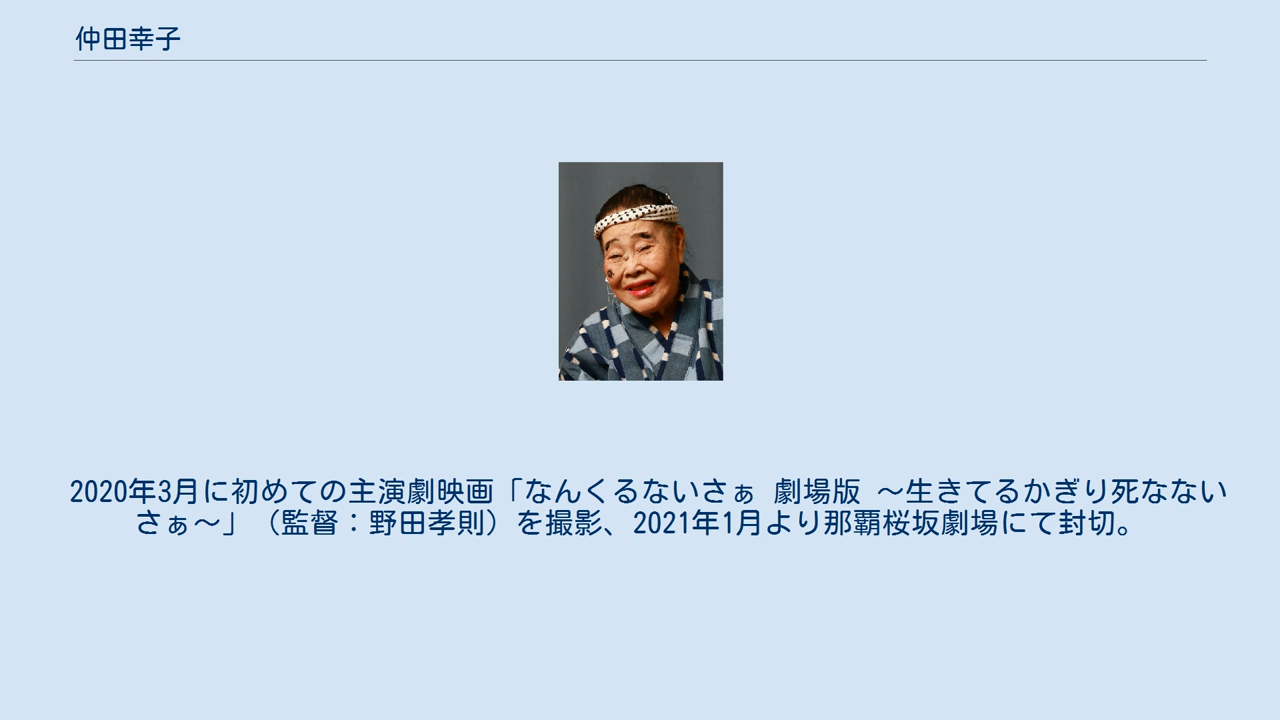 仲田幸子
2020年3月に初めての主演劇映画「なんくるないさぁ 劇場版 〜生きてるかぎり死なない
さぁ〜」（監督：野田孝則）を撮影、2021年1月より那覇桜坂劇場にて封切。